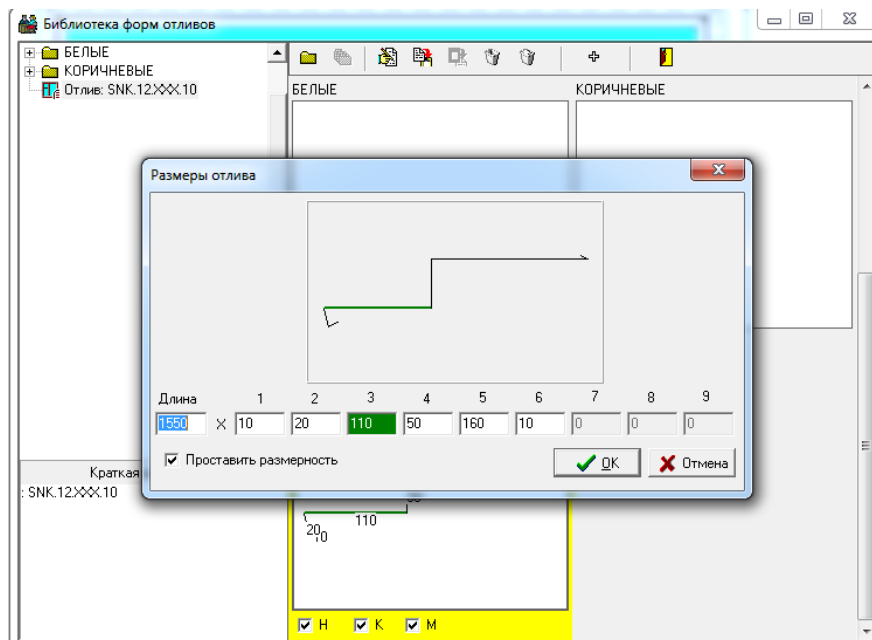 Библиотека форм отливов
БЕЛЫЕ
КОРИЧНЕВЫЕ
Отлив: SNK.12.XXX.10
БЕЛЫЕ КОРИЧНЕВЫЕ
Размеры отлива
Длина 1 2 3 4 5 6 7 8 9
1550 X 10 20 110 50 160 10 0 0 0
Проставить размерность
OK Отмена
Краткая
: SNK.12.XXX.10
110
20
Н К М